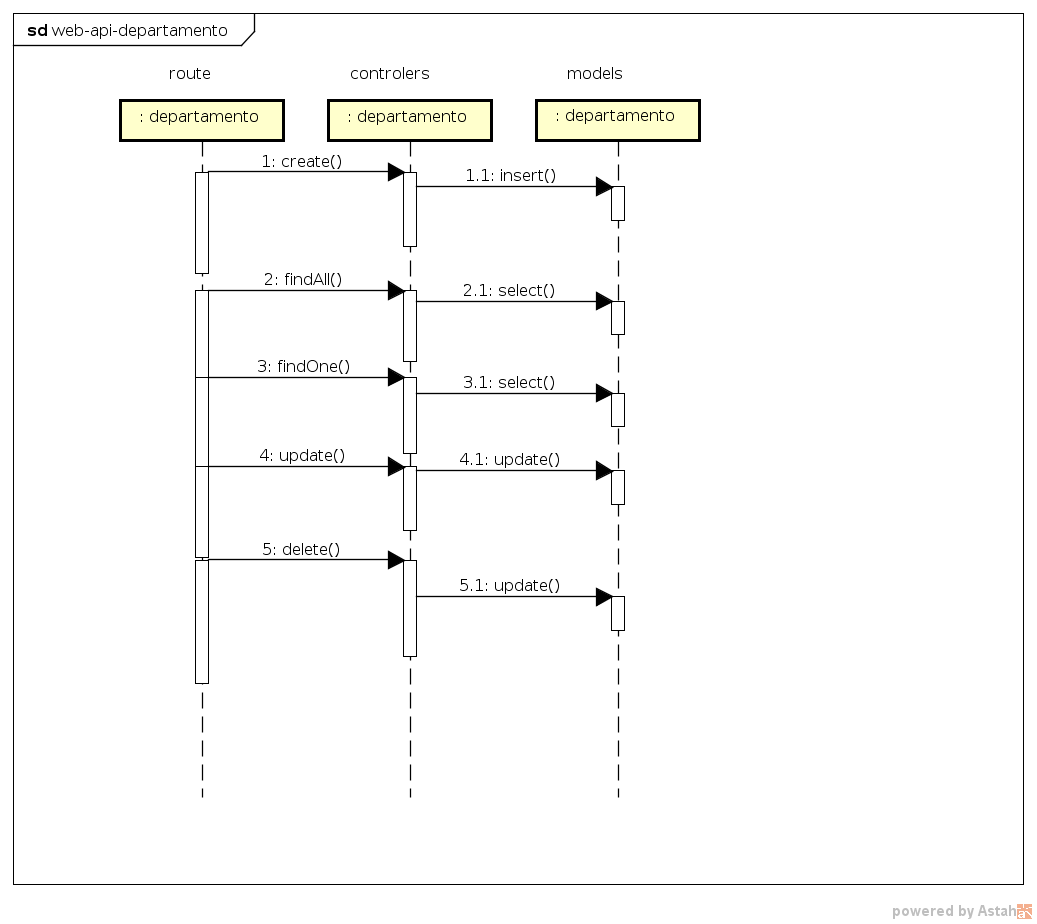 sd web-api-departamento
route
controlers
models
: departamento
: departamento
: departamento
1: create()
1.1: insert()
2: findAll()
2.1: select()
3: findOne()
3.1: select()
4: update()
4.1: update()
5: delete()
5.1: update()
powered by Astah